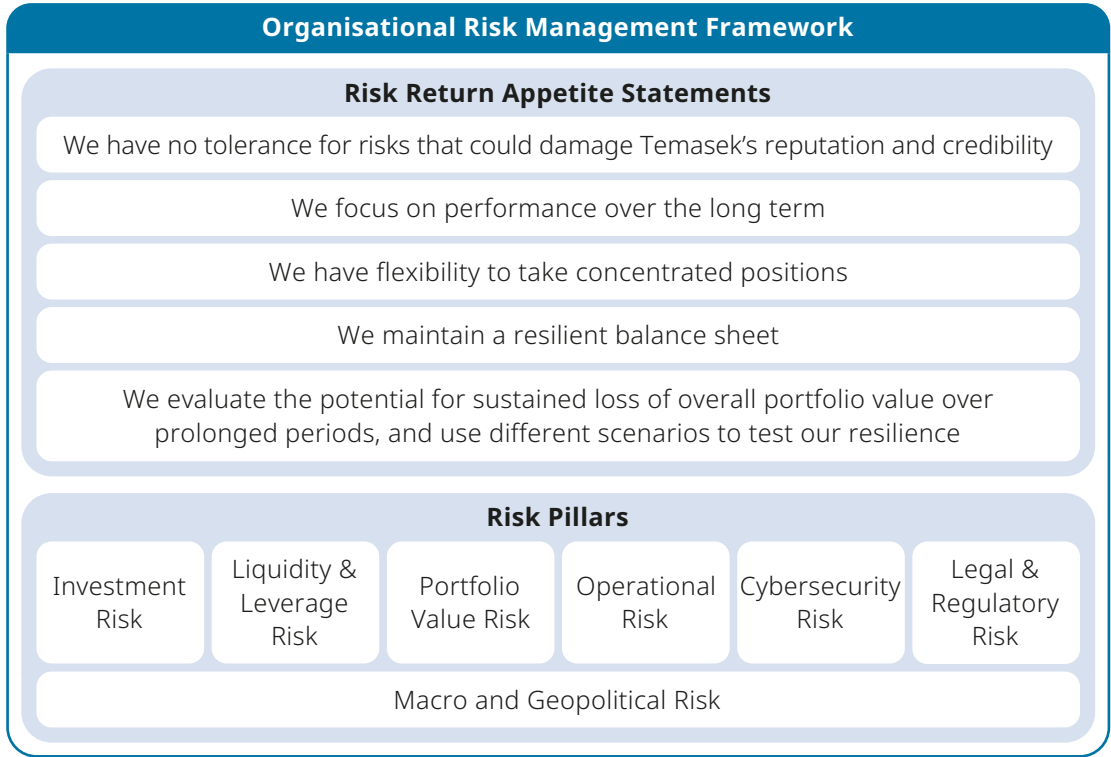 Organisational Risk Management Framework
Risk Return Appetite Statements
We have no tolerance for risks that could damage Temasek’s reputation and credibility
We focus on performance over the long term
We have flexibility to take concentrated positions
We maintain a resilient balance sheet
We evaluate the potential for sustained loss of overall portfolio value over
prolonged periods, and use different scenarios to test our resilience
Risk Pillars
Investment
Risk
Liquidity &
Leverage
Risk
Portfolio
Value Risk
Operational
Risk
Cybersecurity
Risk
Legal &
Regulatory
Risk
Macro and Geopolitical Risk